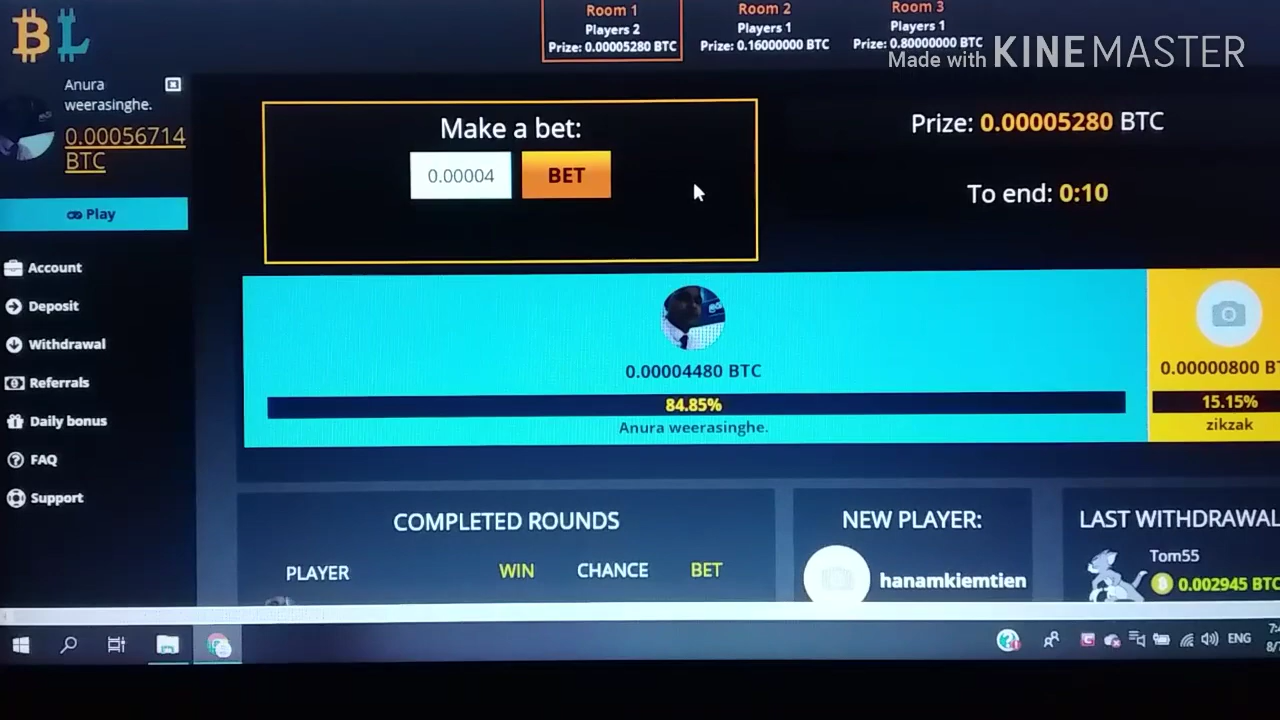 Room 1
Players 2
Prize: 0.00005280 BTC
Room 2
Players 1
Prize: 0.16000000 BTC
Room 3
Players 1
Prize: 0.80000000 BTC
Made with KINEMASTER
Anura
weerasinghe.
0.00056714
BTC
Play
Account
Deposit
Withdrawal
Referrals
Daily bonus
FAQ
Support
Make a bet:
0.00004
BET
Prize: 0.00005280 BTC
To end: 0:10
0.00004480 BTC
84.85%
Anura weerasinghe.
0.00000800 BT
15.15%
zikzak
COMPLETED ROUNDS
PLAYER WIN CHANCE BET
NEW PLAYER:
hanamkiemtien
LAST WITHDRAWAL
Tom55
0.002945 BTC
ENG